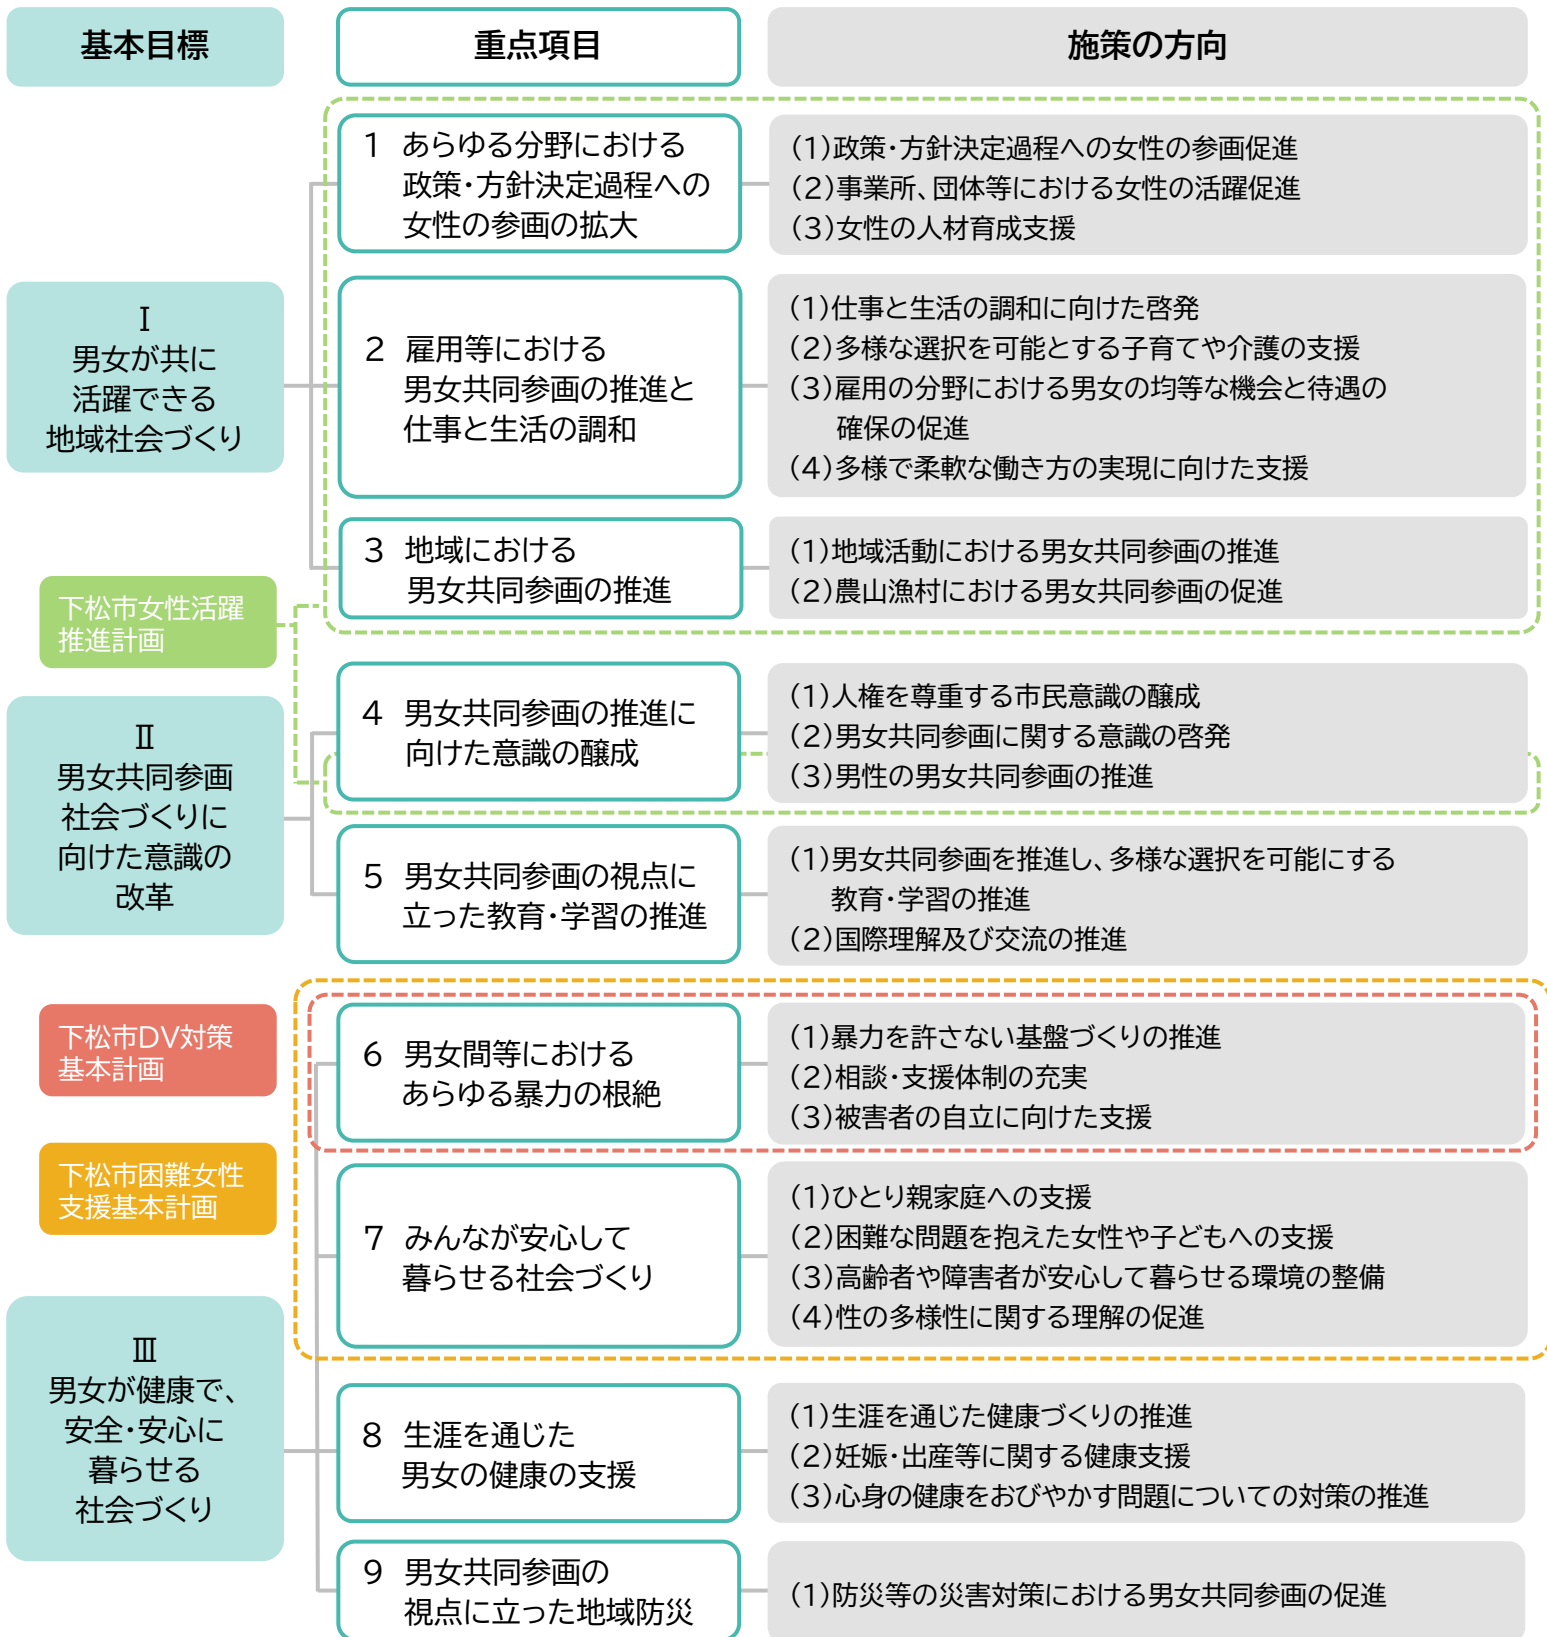 基本目標
重点項目
施策の方向
Ⅰ
男女が共に
活躍できる
地域社会づくり
1 あらゆる分野における
政策・方針決定過程への
女性の参画の拡大
(1)政策・方針決定過程への女性の参画促進
(2)事業所、団体等における女性の活躍促進
(3)女性の人材育成支援
2 雇用等における
男女共同参画の推進と
仕事と生活の調和
(1)仕事と生活の調和に向けた啓発
(2)多様な選択を可能とする子育てや介護の支援
(3)雇用の分野における男女の均等な機会と待遇の
確保の促進
(4)多様で柔軟な働き方の実現に向けた支援
3 地域における
男女共同参画の推進
(1)地域活動における男女共同参画の推進
(2)農山漁村における男女共同参画の促進
下松市女性活躍
推進計画
Ⅱ
男女共同参画
社会づくりに
向けた意識の
改革
4 男女共同参画の推進に
向けた意識の醸成
(1)人権を尊重する市民意識の醸成
(2)男女共同参画に関する意識の啓発
(3)男性の男女共同参画の推進
5 男女共同参画の視点に
立った教育・学習の推進
(1)男女共同参画を推進し、多様な選択を可能にする
教育・学習の推進
(2)国際理解及び交流の推進
下松市DV対策
基本計画
下松市困難女性
支援基本計画
Ⅲ
男女が健康で、
安全・安心に
暮らせる
社会づくり
6 男女間等における
あらゆる暴力の根絶
(1)暴力を許さない基盤づくりの推進
(2)相談・支援体制の充実
(3)被害者の自立に向けた支援
7 みんなが安心して
暮らせる社会づくり
(1)ひとり親家庭への支援
(2)困難な問題を抱えた女性や子どもへの支援
(3)高齢者や障害者が安心して暮らせる環境の整備
(4)性の多様性に関する理解の促進
8 生涯を通じた
男女の健康の支援
(1)生涯を通じた健康づくりの推進
(2)妊娠・出産等に関する健康支援
(3)心身の健康をおびやかす問題についての対策の推進
9 男女共同参画の
視点に立った地域防災
(1)防災等の災害対策における男女共同参画の促進